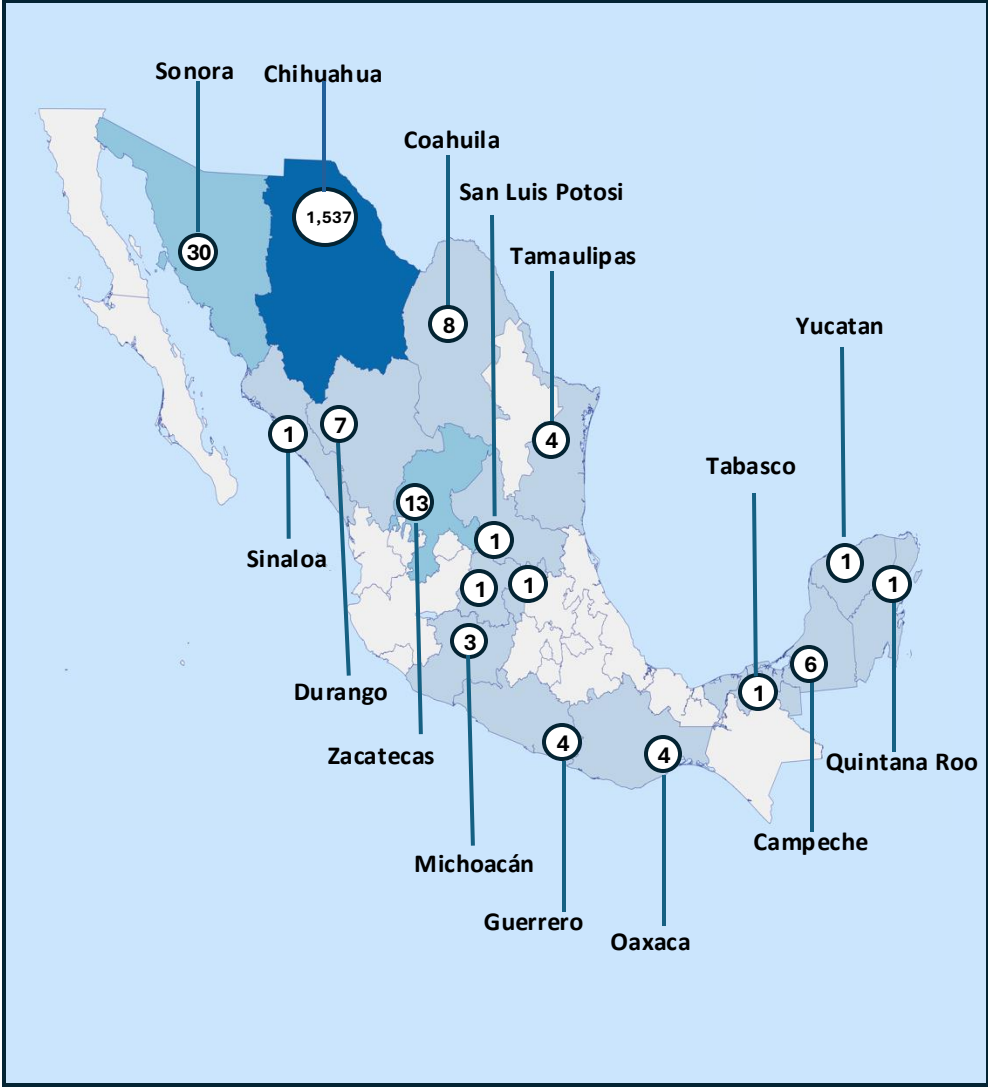 Sonora
Chihuahua
Coahuila
San Luis Potosi
Tamaulipas
1,537
30
8
Yucatan
7
1
4
Tabasco
13
1
Sinaloa
1
1
1
1
3
6
Durango
1
4
4
Zacatecas
Quintana Roo
Campeche
Michoacán
Guerrero
Oaxaca